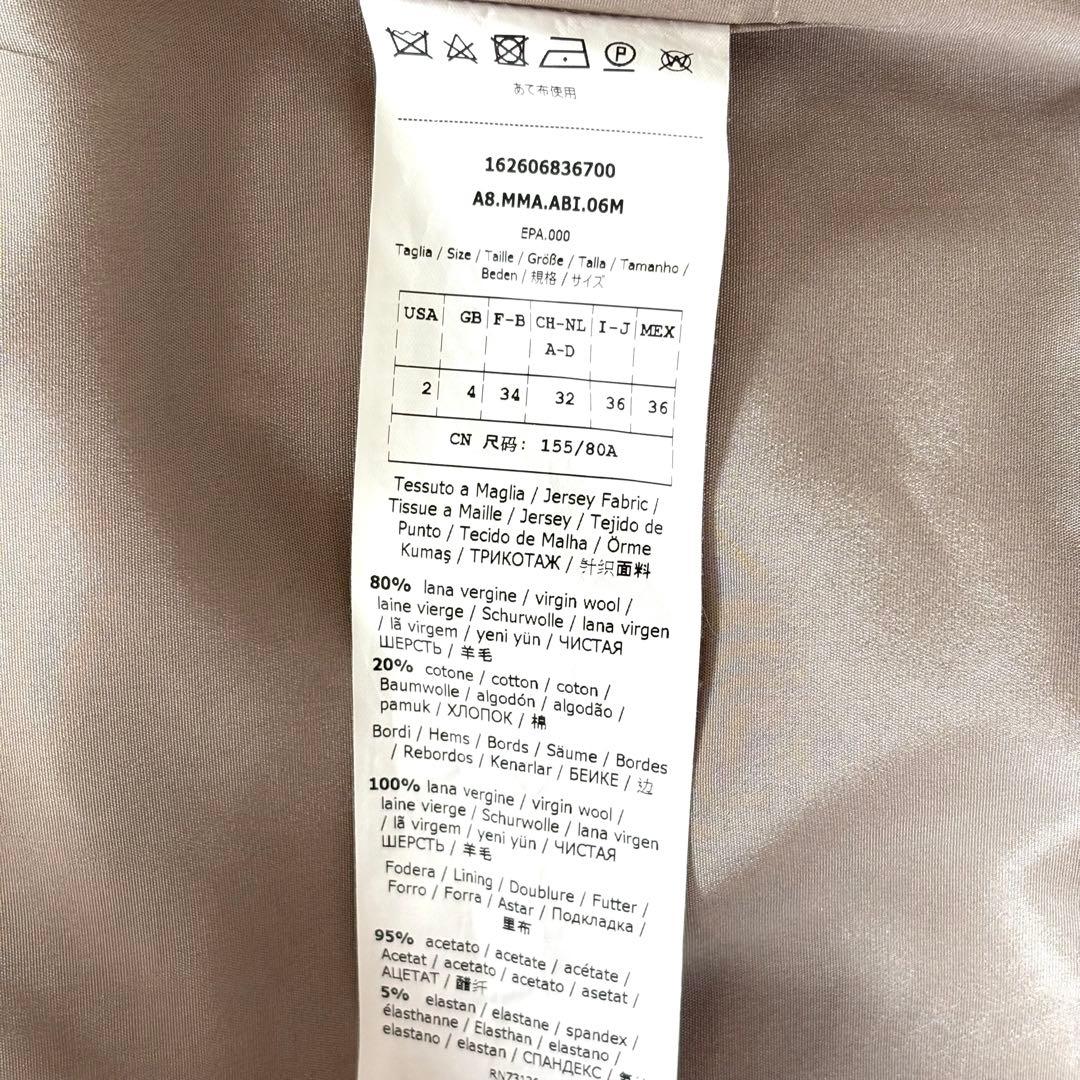 P
W
あて布使用
162606836700
A8.MMA.ABI.06M
EPA.000
Taglia / Size / Taille / Größe / Talla / Tamanho /
Beden / 規格 / サイズ
USA GB F-B CH-NL I-J MEX
A-D
2 4 34 32 36 36
CN 尺码: 155/80A
Tessuto a Maglia / Jersey Fabric /
Tissue a Maille / Jersey / Tejido de
Punto / Tecido de Malha / Örme
Kumaş / ТРИКОТАЖ / 针织面料
80% lana vergine / virgin wool /
laine vierge / Schurwolle / lana virgen
/ lã virgem / yeni yün / ЧИСТАЯ
ШЕРСТЬ / 羊毛
20% cotone / cotton / coton /
Baumwolle / algodón / algodão /
pamuk / ХЛОПОК / 棉
Bordi / Hems / Bords / Säume / Bordes
/ Rebordos / Kenarlar / БЕИКЕ / 边
100% lana vergine / virgin wool /
laine vierge / Schurwolle / lana virgen
/ lã virgem / yeni yün / ЧИСТАЯ
ШЕРСТЬ / 羊毛
Fodera / Lining / Doublure / Futter /
Forro / Forra / Astar / Подкладка /
里布
95% acetato / acetate / acétate /
Acetat / acetato / acetato / asetat /
АЦЕТАТ / 醋纤
5% elastan / elastane / spandex /
élasthanne / Elasthan / elastano /
elastano / elastan / СПАНДЕКС /